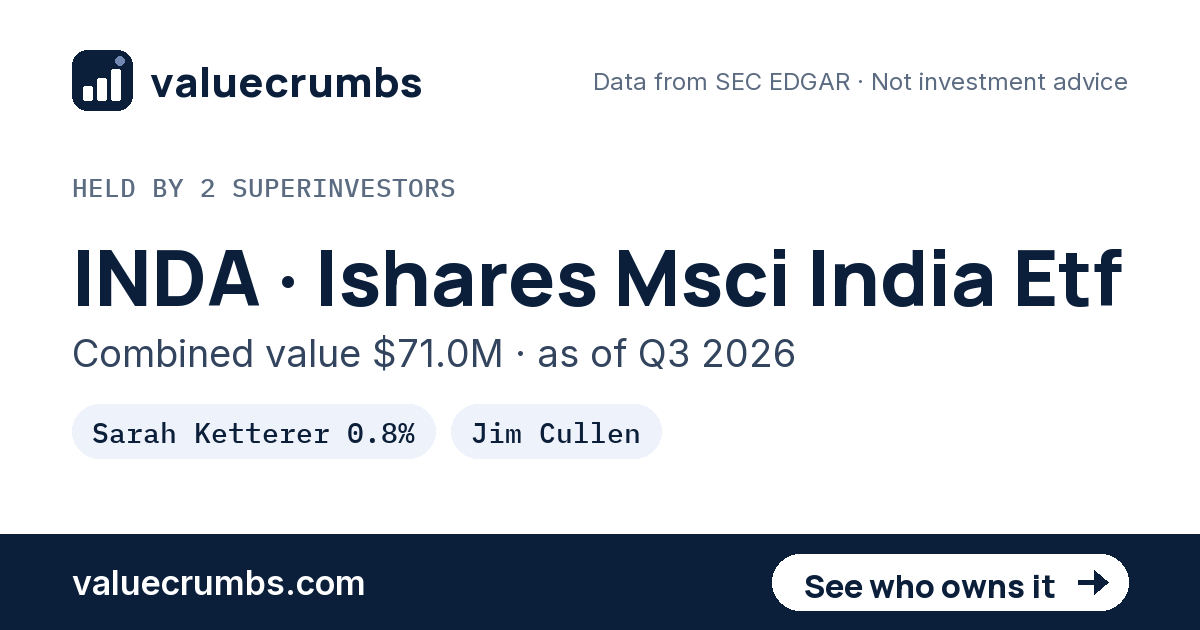 valuecrumbs
Data from SEC EDGAR · Not investment advice
HELD BY 2 SUPERINVESTORS
INDA · Ishares Msci India Etf
Combined value $71.0M · as of Q3 2026
Sarah Ketterer 0.8%
Jim Cullen
valuecrumbs.com
See who owns it →